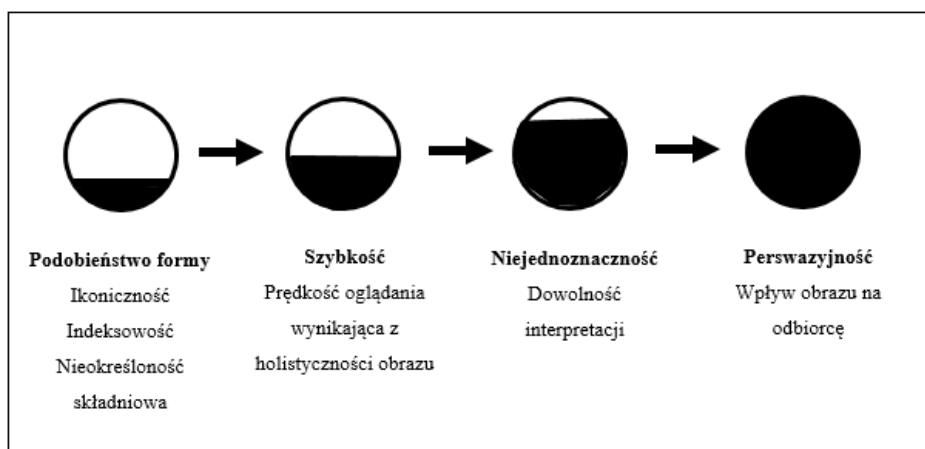 Podobieństwo formy
Ikoniczność
Indeksowość
Nieokreśloność
składniowa
Szybkość
Prędkość oglądania
wynikająca z
holistyczności obrazu
Niejednoznaczność
Dowolność
interpretacji
Perswazyjność
Wpływ obrazu na
odbiorcę